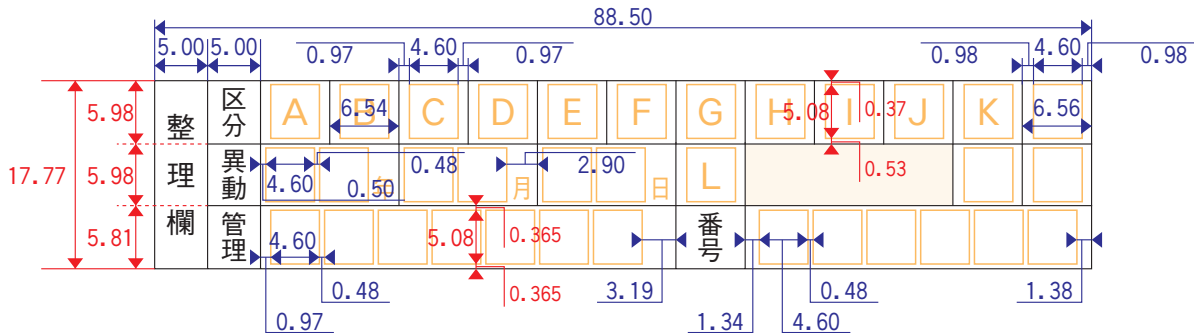 88.50
5.00 5.00 0.97 4.60 0.97 0.98 4.60 0.98
5.98 区分 A B C D E F G H I J K
6.54 5.08 0.37 6.56
17.77 5.98 整理欄 異動 年 月 日 L
0.53
4.60 0.50 0.48 2.90
5.81 管理 番号
4.60 5.08 0.365
0.365
0.48 3.19 0.48 1.38
0.97 1.34 4.60